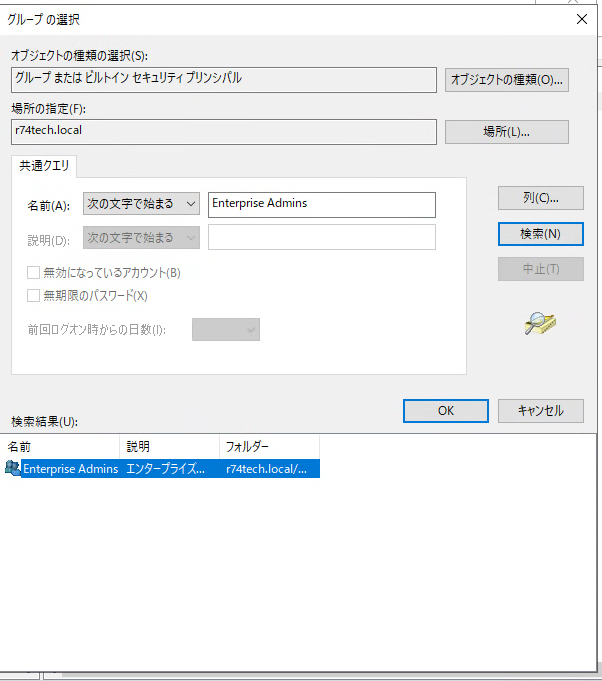 グループ の選択
オブジェクトの種類の選択(S):
グループ または ビルトイン セキュリティ プリンシパル
オブジェクトの種類(O)...
場所の指定(F):
r74tech.local
場所(L)...
共通クエリ
名前(A):
次の文字で始まる
Enterprise Admins
列(C)...
説明(D):
次の文字で始まる
検索(N)
中止(T)
無効になっているアカウント(B)
無期限のパスワード(X)
前回ログオン時からの日数(I):
OK
キャンセル
検索結果(U):
名前 説明 フォルダー
Enterprise Admins エンタープライズ... r74tech.local/...